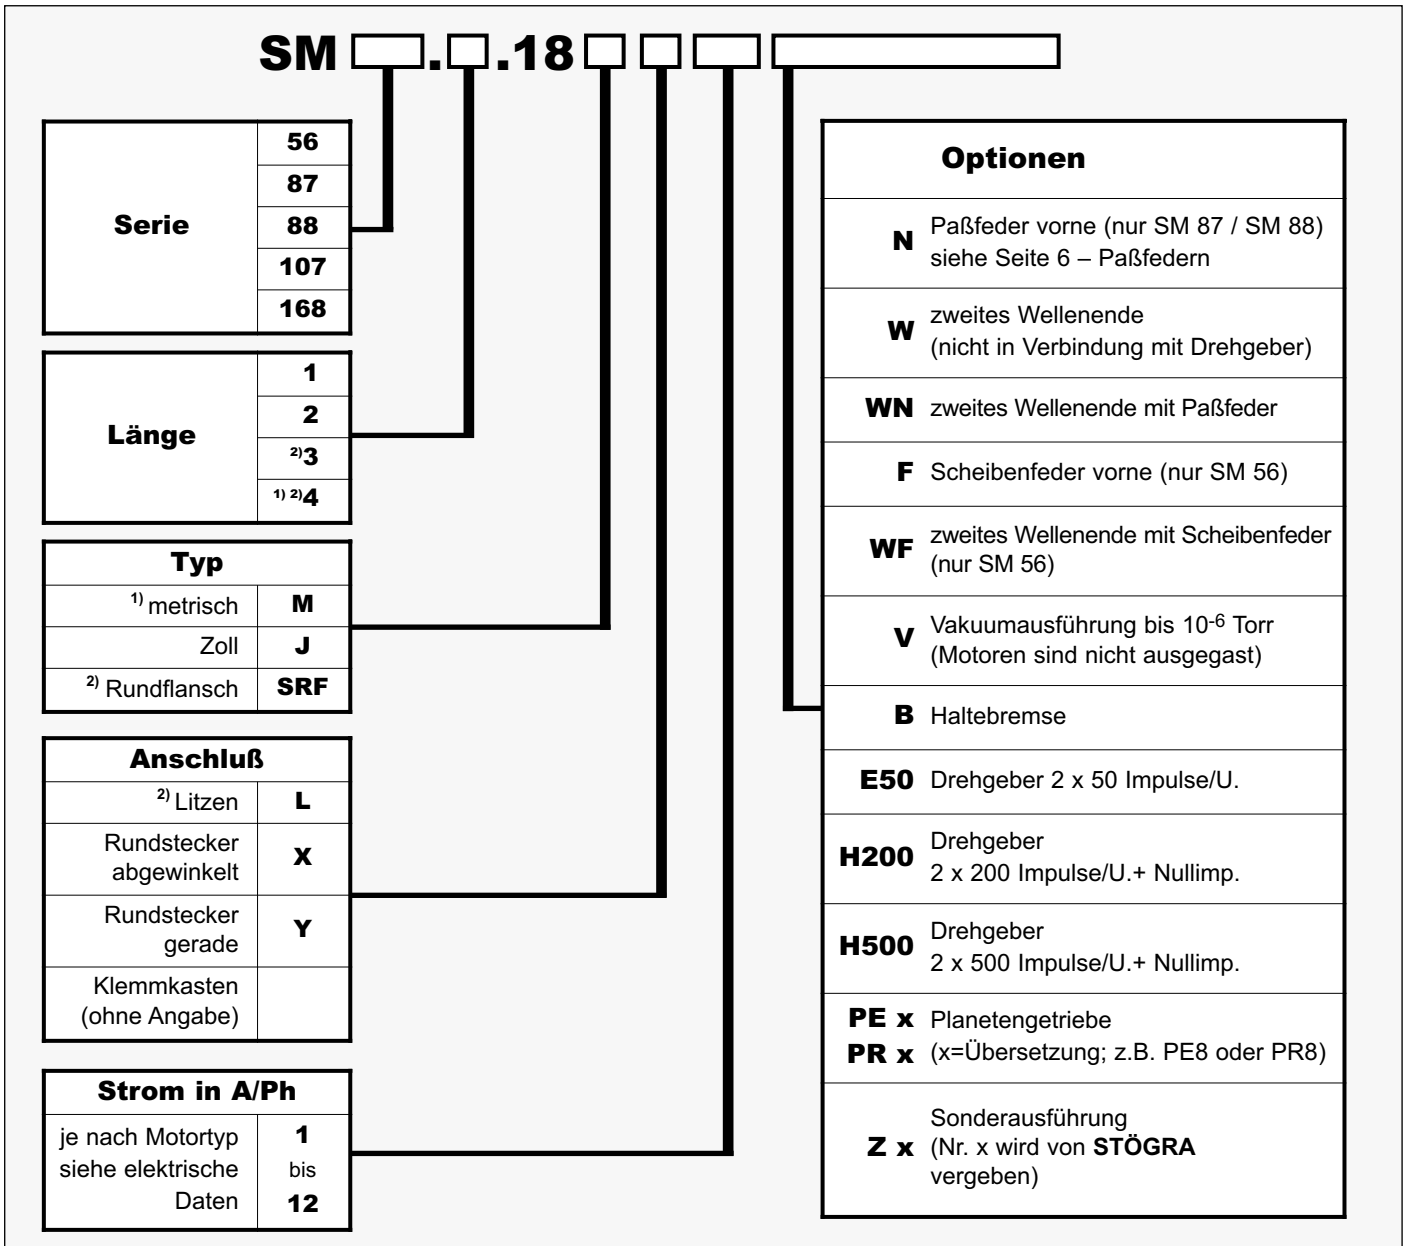 SM . .18
Serie
56
87
88
107
168
Länge
1
2
2)3
1) 2)4
Typ
1) metrisch M
Zoll J
2) Rundflansch SRF
Anschluß
2) Litzen L
Rundstecker
abgewinkelt X
Rundstecker
gerade Y
Klemmkasten
(ohne Angabe)
Strom in A/Ph
je nach Motortyp
siehe elektrische
Daten
1
bis
12
Optionen
N Paßfeder vorne (nur SM 87 / SM 88)
siehe Seite 6 – Paßfedern
W zweites Wellenende
(nicht in Verbindung mit Drehgeber)
WN zweites Wellenende mit Paßfeder
F Scheibenfeder vorne (nur SM 56)
WF zweites Wellenende mit Scheibenfeder
(nur SM 56)
V Vakuumausführung bis 10-6 Torr
(Motoren sind nicht ausgegast)
B Haltebremse
E50 Drehgeber 2 x 50 Impulse/U.
H200 Drehgeber
2 x 200 Impulse/U.+ Nullimp.
H500 Drehgeber
2 x 500 Impulse/U.+ Nullimp.
PE x Planetengetriebe
PR x (x=Übersetzung; z.B. PE8 oder PR8)
Z x Sonderausführung
(Nr. x wird von STÖGRA
vergeben)